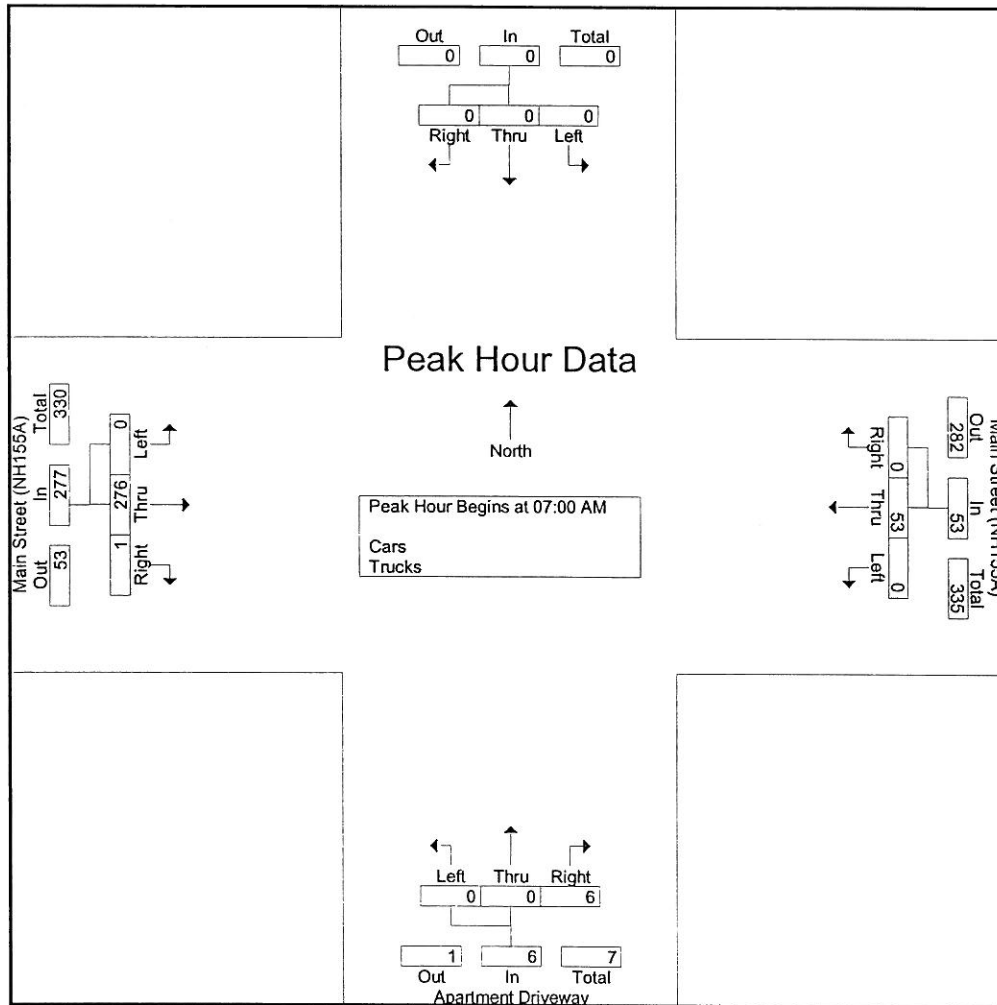 Out In Total
0 0 0
0 0 0
Right Thru Left
Peak Hour Data
North
Peak Hour Begins at 07:00 AM
Cars
Trucks
Main Street (NH155A)
Total In Out
330 277 53
0 276 1
Left Thru Right
Main Street (NH155A)
Out In Total
282 53 335
0 53 0
Right Thru Left
Left Thru Right
0 0 6
1 6 7
Out In Total
Apartment Driveway